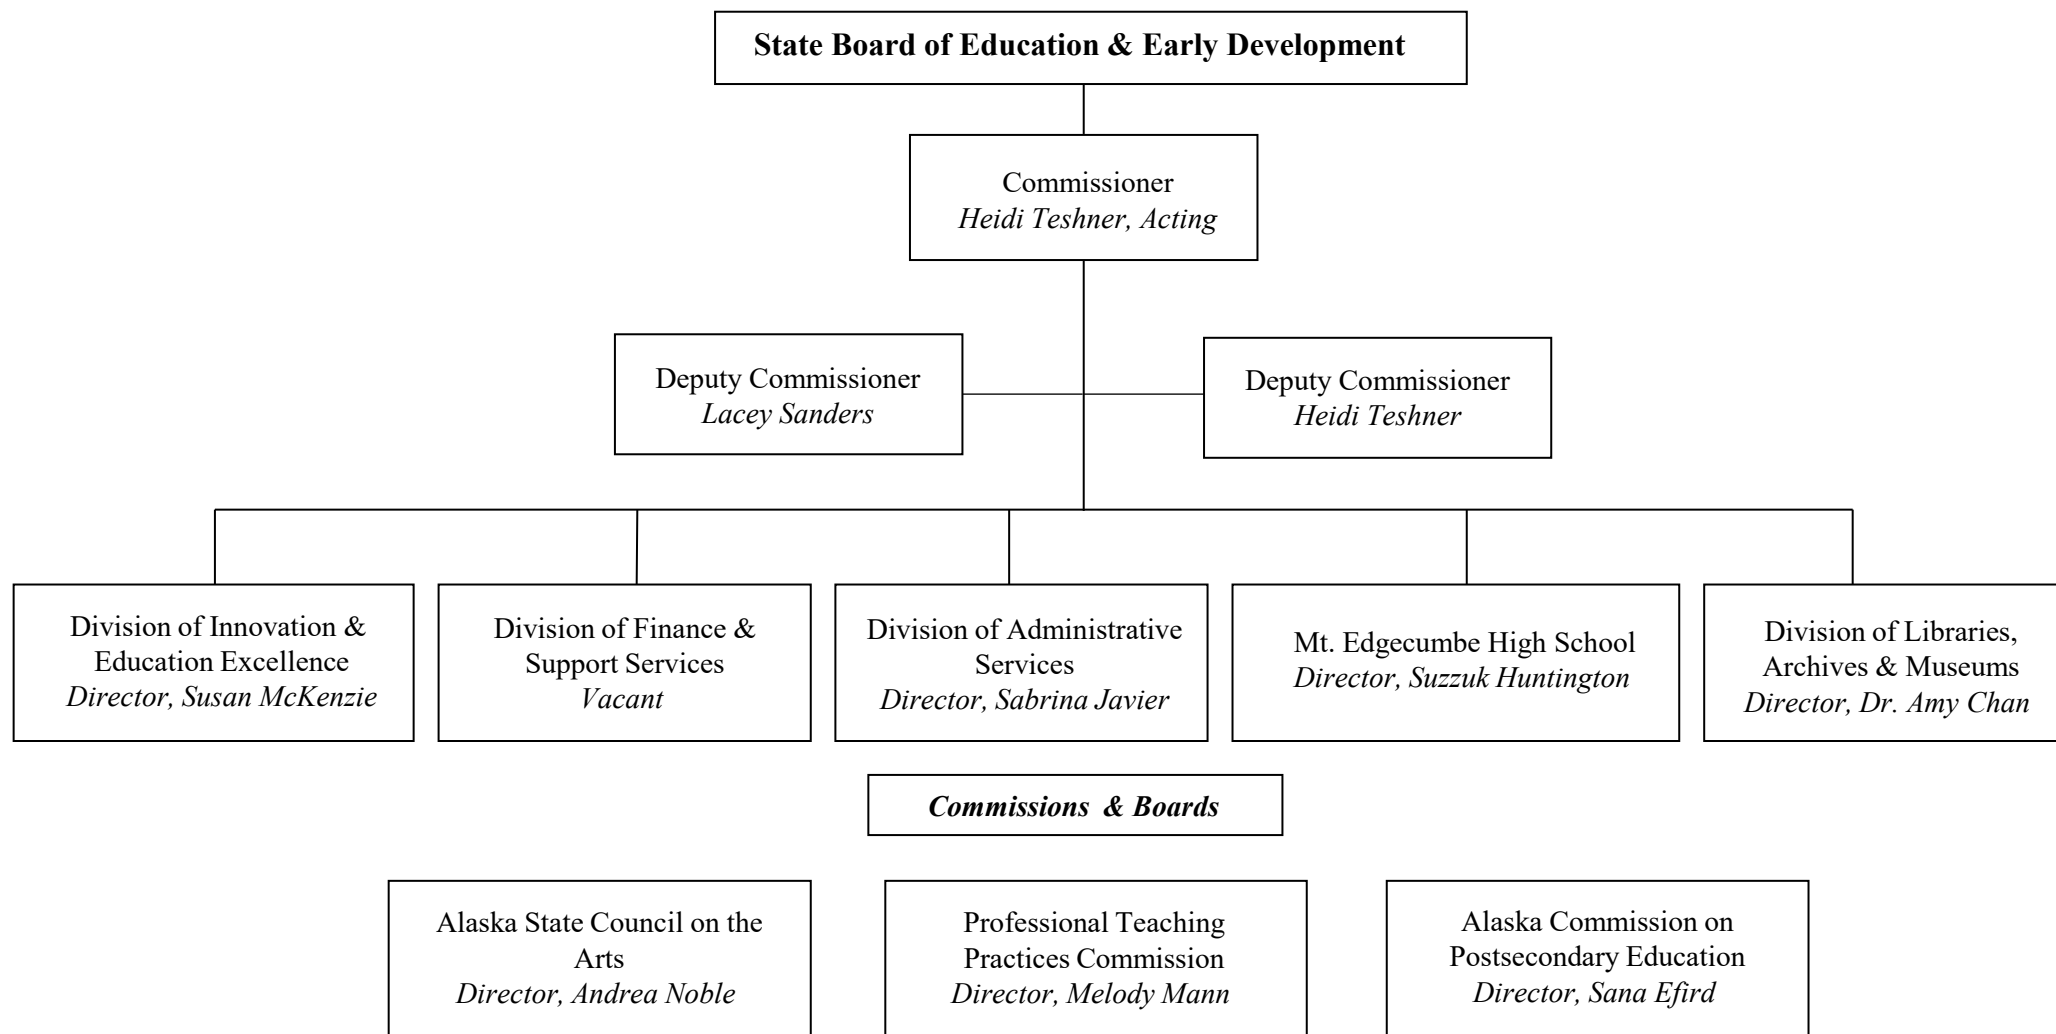 State Board of Education & Early Development
Commissioner
Heidi Teshner, Acting
Deputy Commissioner
Lacey Sanders
Deputy Commissioner
Heidi Teshner
Division of Innovation &
Education Excellence
Director, Susan McKenzie
Division of Finance &
Support Services
Vacant
Division of Administrative
Services
Director, Sabrina Javier
Mt. Edgecumbe High School
Director, Suzzuk Huntington
Division of Libraries,
Archives & Museums
Director, Dr. Amy Chan
Commissions & Boards
Alaska State Council on the
Arts
Director, Andrea Noble
Professional Teaching
Practices Commission
Director, Melody Mann
Alaska Commission on
Postsecondary Education
Director, Sana Efird